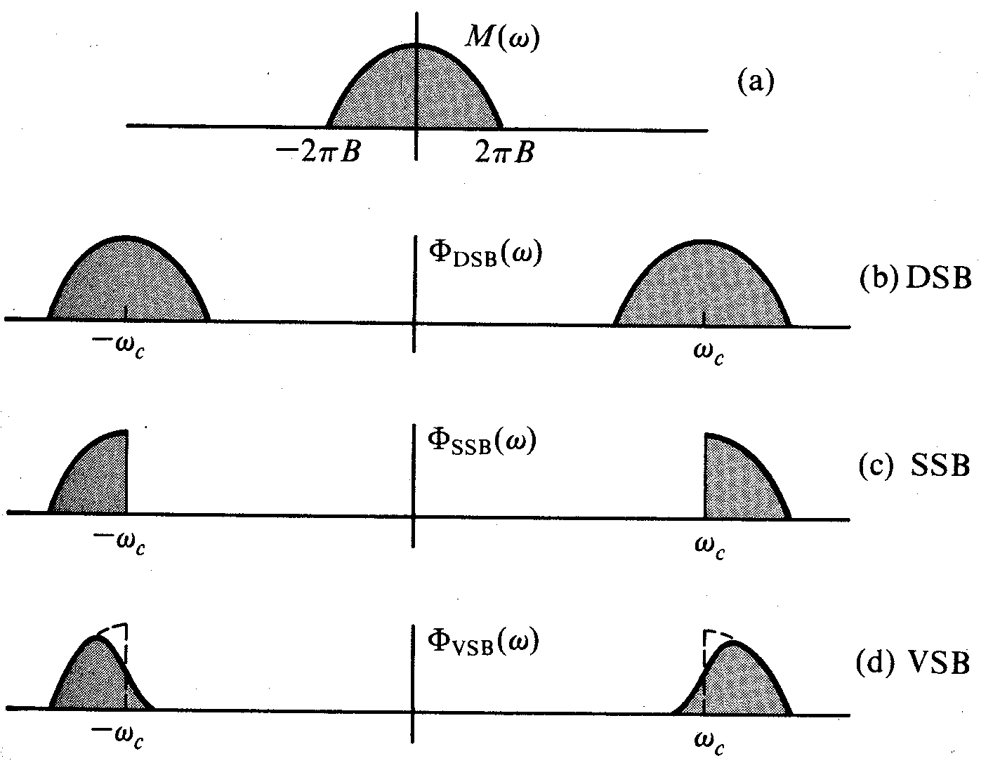 M(ω)
(a)
−2πB 2πB
Φ_DSB(ω)
(b) DSB
−ω_c ω_c
Φ_SSB(ω)
(c) SSB
−ω_c ω_c
Φ_VSB(ω)
(d) VSB
−ω_c ω_c